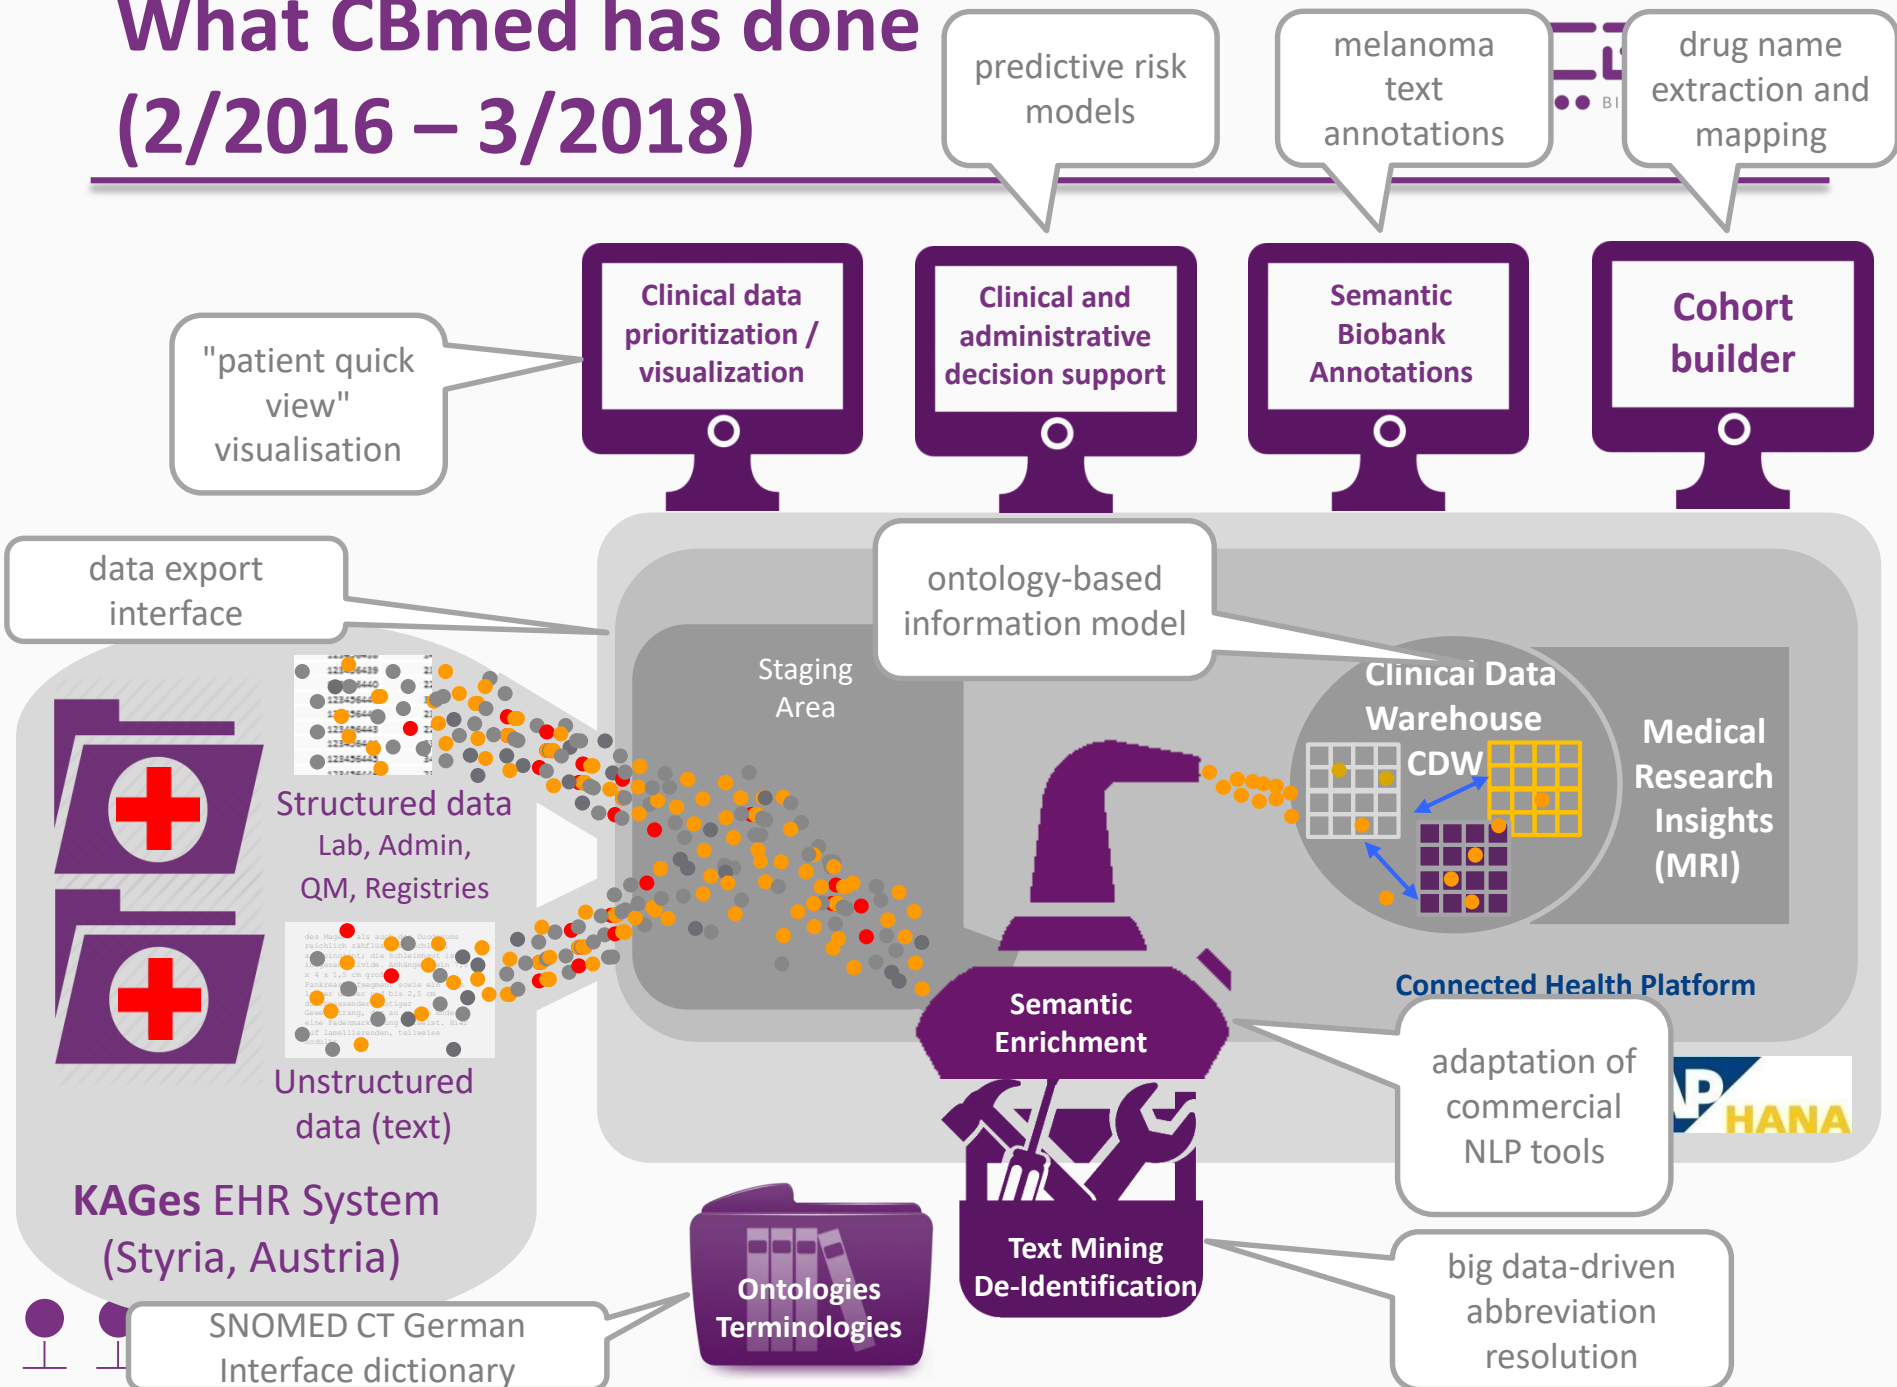 What CBmed has done
(2/2016 – 3/2018)
predictive risk
models
melanoma
text
annotations
BI
drug name
extraction and
mapping
Clinical data
prioritization /
visualization
Clinical and
administrative
decision support
Semantic
Biobank
Annotations
Cohort
builder
"patient quick
view"
visualisation
data export
interface
ontology-based
information model
Staging
Area
Clinical Data
Warehouse
CDW
Medical
Research
Insights
(MRI)
Structured data
Lab, Admin,
QM, Registries
Unstructured
data (text)
KAGes EHR System
(Styria, Austria)
Semantic
Enrichment
Connected Health Platform
adaptation of
commercial
NLP tools
HANA
Text Mining
De-Identification
Ontologies
Terminologies
big data-driven
abbreviation
resolution
SNOMED CT German
Interface dictionary